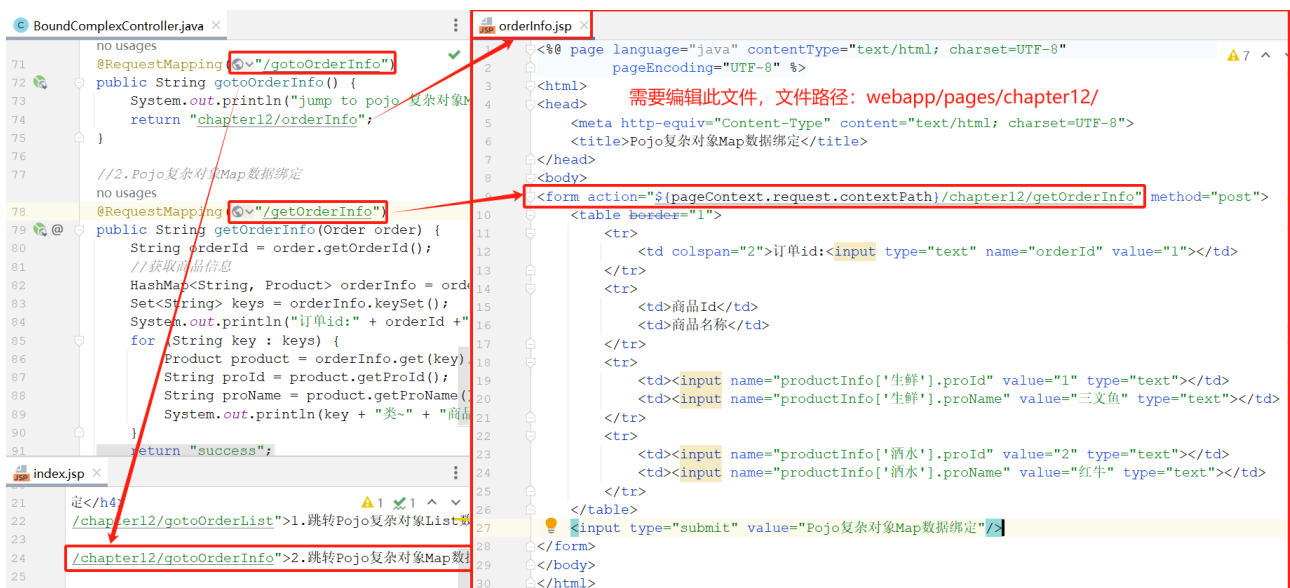 BoundComplexController.java
no usages
71 @RequestMapping("/gotoOrderInfo")
72 public String gotoOrderInfo() {
73 System.out.println("jump to pojo 复杂对象M
74 return "chapter12/orderInfo";
75 }
76
77 //2.Pojo复杂对象Map数据绑定
no usages
78 @RequestMapping("/getOrderInfo")
79 @ public String getOrderInfo(Order order) {
80 String orderId = order.getOrderId();
81 //获取商品信息
82 HashMap<String, Product> orderInfo = orde
83 Set<String> keys = orderInfo.keySet();
84 System.out.println("订单id:" + orderId +"
85 for (String key : keys) {
86 Product product = orderInfo.get(key)
87 String proId = product.getProId();
88 String proName = product.getProName(
89 System.out.println(key + "类~" + "商品
90 }
91 return "success";
index.jsp
1 1
21 定</h4>
22 /chapter12/gotoOrderList">1.跳转Pojo复杂对象List数
23
24 /chapter12/gotoOrderInfo">2.跳转Pojo复杂对象Map数据
25
orderInfo.jsp
7
1 <%@ page language="java" contentType="text/html; charset=UTF-8"
2 pageEncoding="UTF-8" %>
3 <html>
需要编辑此文件，文件路径：webapp/pages/chapter12/
4 <head>
5 <meta http-equiv="Content-Type" content="text/html; charset=UTF-8">
6 <title>Pojo复杂对象Map数据绑定</title>
7 </head>
8 <body>
9 <form action="${pageContext.request.contextPath}/chapter12/getOrderInfo" method="post">
10 <table border="1">
11 <tr>
12 <td colspan="2">订单id:<input type="text" name="orderId" value="1"></td>
13 </tr>
14 <tr>
15 <td>商品Id</td>
16 <td>商品名称</td>
17 </tr>
18 <tr>
19 <td><input name="productInfo['生鲜'].proId" value="1" type="text"></td>
20 <td><input name="productInfo['生鲜'].proName" value="三文鱼" type="text"></td>
21 </tr>
22 <tr>
23 <td><input name="productInfo['酒水'].proId" value="2" type="text"></td>
24 <td><input name="productInfo['酒水'].proName" value="红牛" type="text"></td>
25 </tr>
26 </table>
27 <input type="submit" value="Pojo复杂对象Map数据绑定"/>
28 </form>
29 </body>
30 </html>